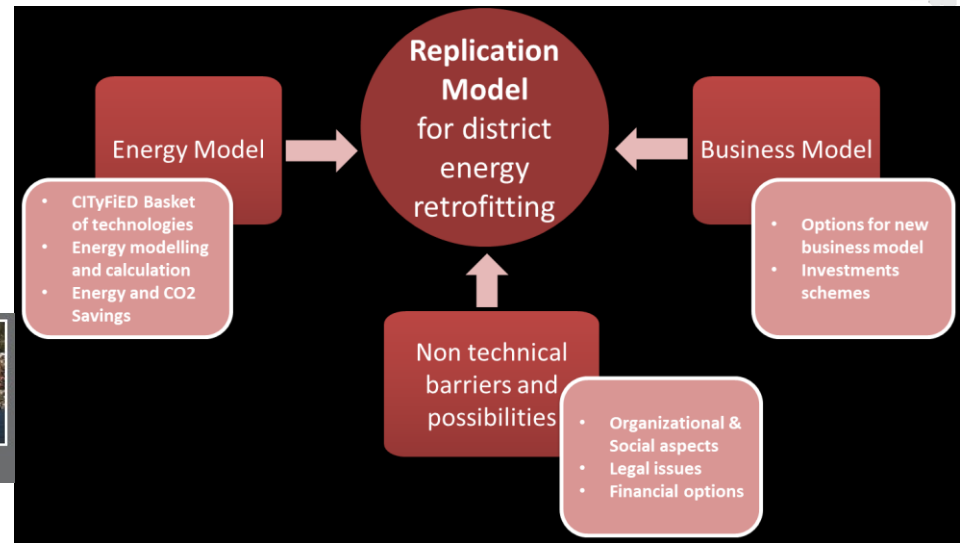 Replication
Model
for district
energy
retrofitting
Energy Model
• CITyFiED Basket
of technologies
• Energy modelling
and calculation
• Energy and CO2
Savings
Business Model
• Options for new
business model
• Investments
schemes
Non technical
barriers and
possibilities
• Organizational &
Social aspects
• Legal issues
• Financial options